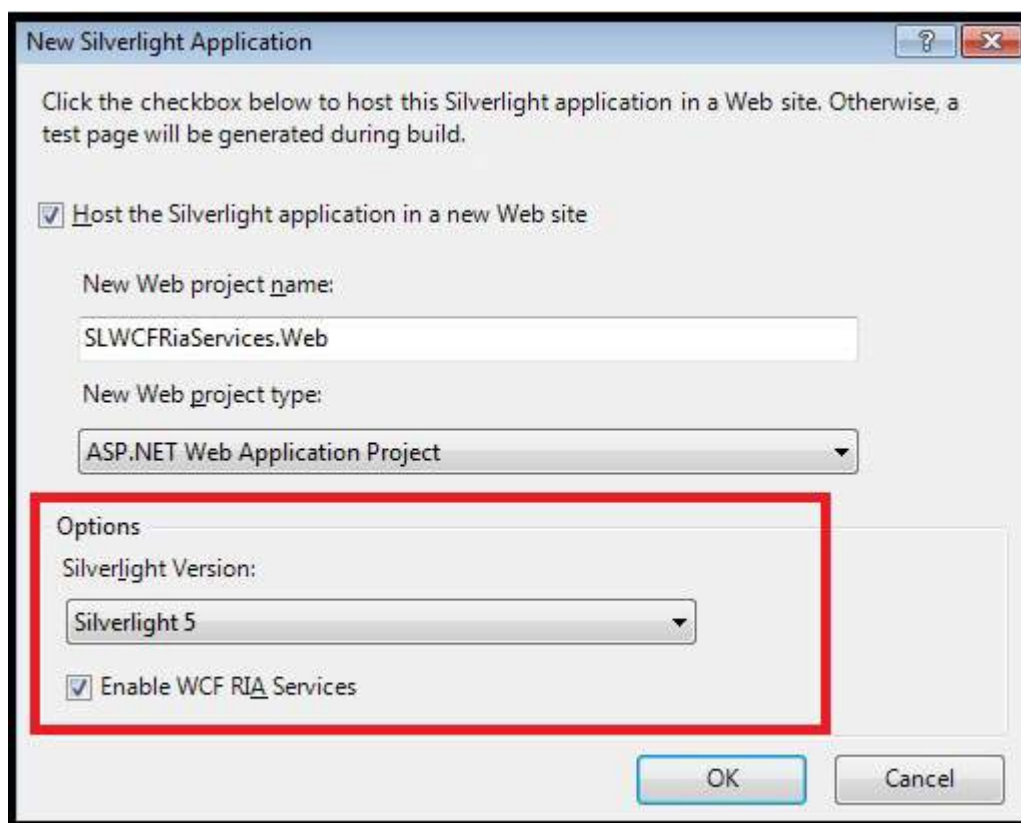 New Silverlight Application
?
Click the checkbox below to host this Silverlight application in a Web site. Otherwise, a
test page will be generated during build.
Host the Silverlight application in a new Web site
New Web project name:
SLWCFRiaServices.Web
New Web project type:
ASP.NET Web Application Project
Options
Silverlight Version:
Silverlight 5
Enable WCF RIA Services
OK
Cancel